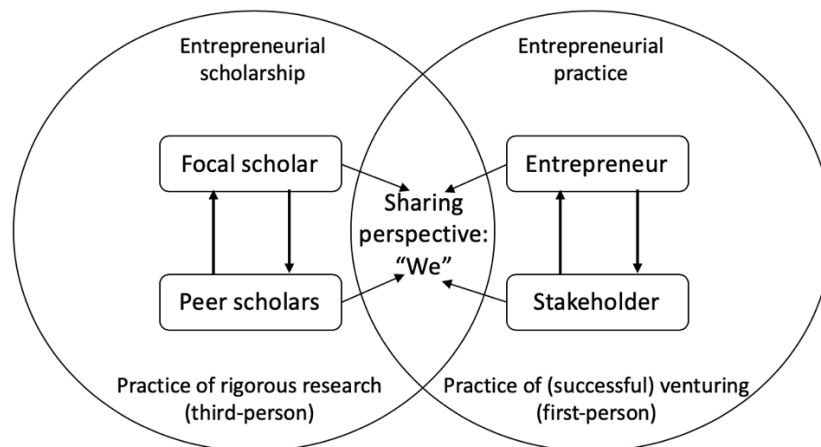 Entrepreneurial
scholarship
Entrepreneurial
practice
Focal scholar
Entrepreneur
Sharing
perspective:
“We”
Peer scholars
Stakeholder
Practice of rigorous research
(third-person)
Practice of (successful) venturing
(first-person)